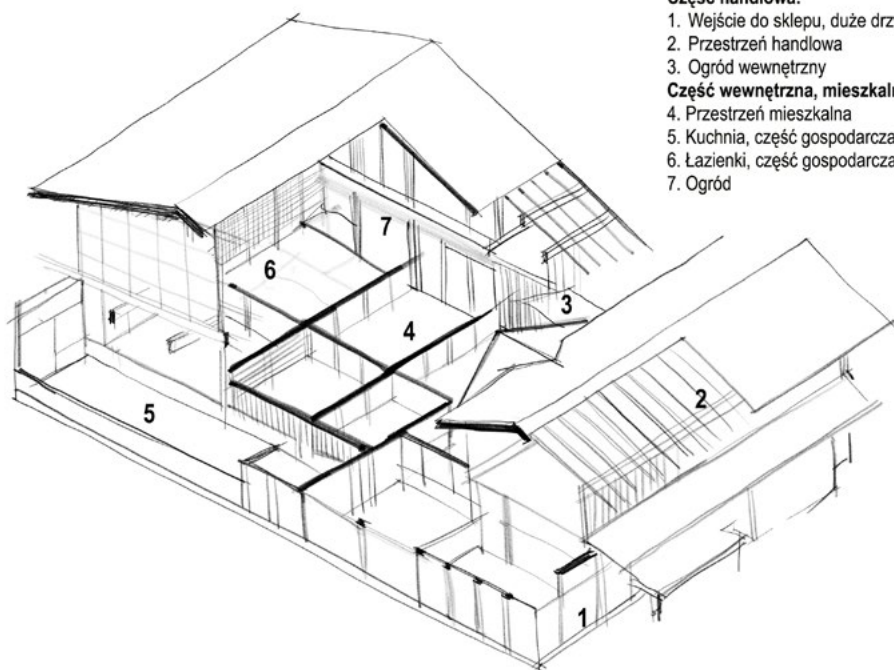 Część handlowa:
1. Wejście do sklepu, duże
2. Przestrzeń handlowa
3. Ogród wewnętrzny
Część wewnętrzna,
4. Przestrzeń mieszkalna
5. Kuchnia, część gospodarcza
6. Łazienki, część gospodarcza
7. Ogród
7
6
3
4
2
5
1